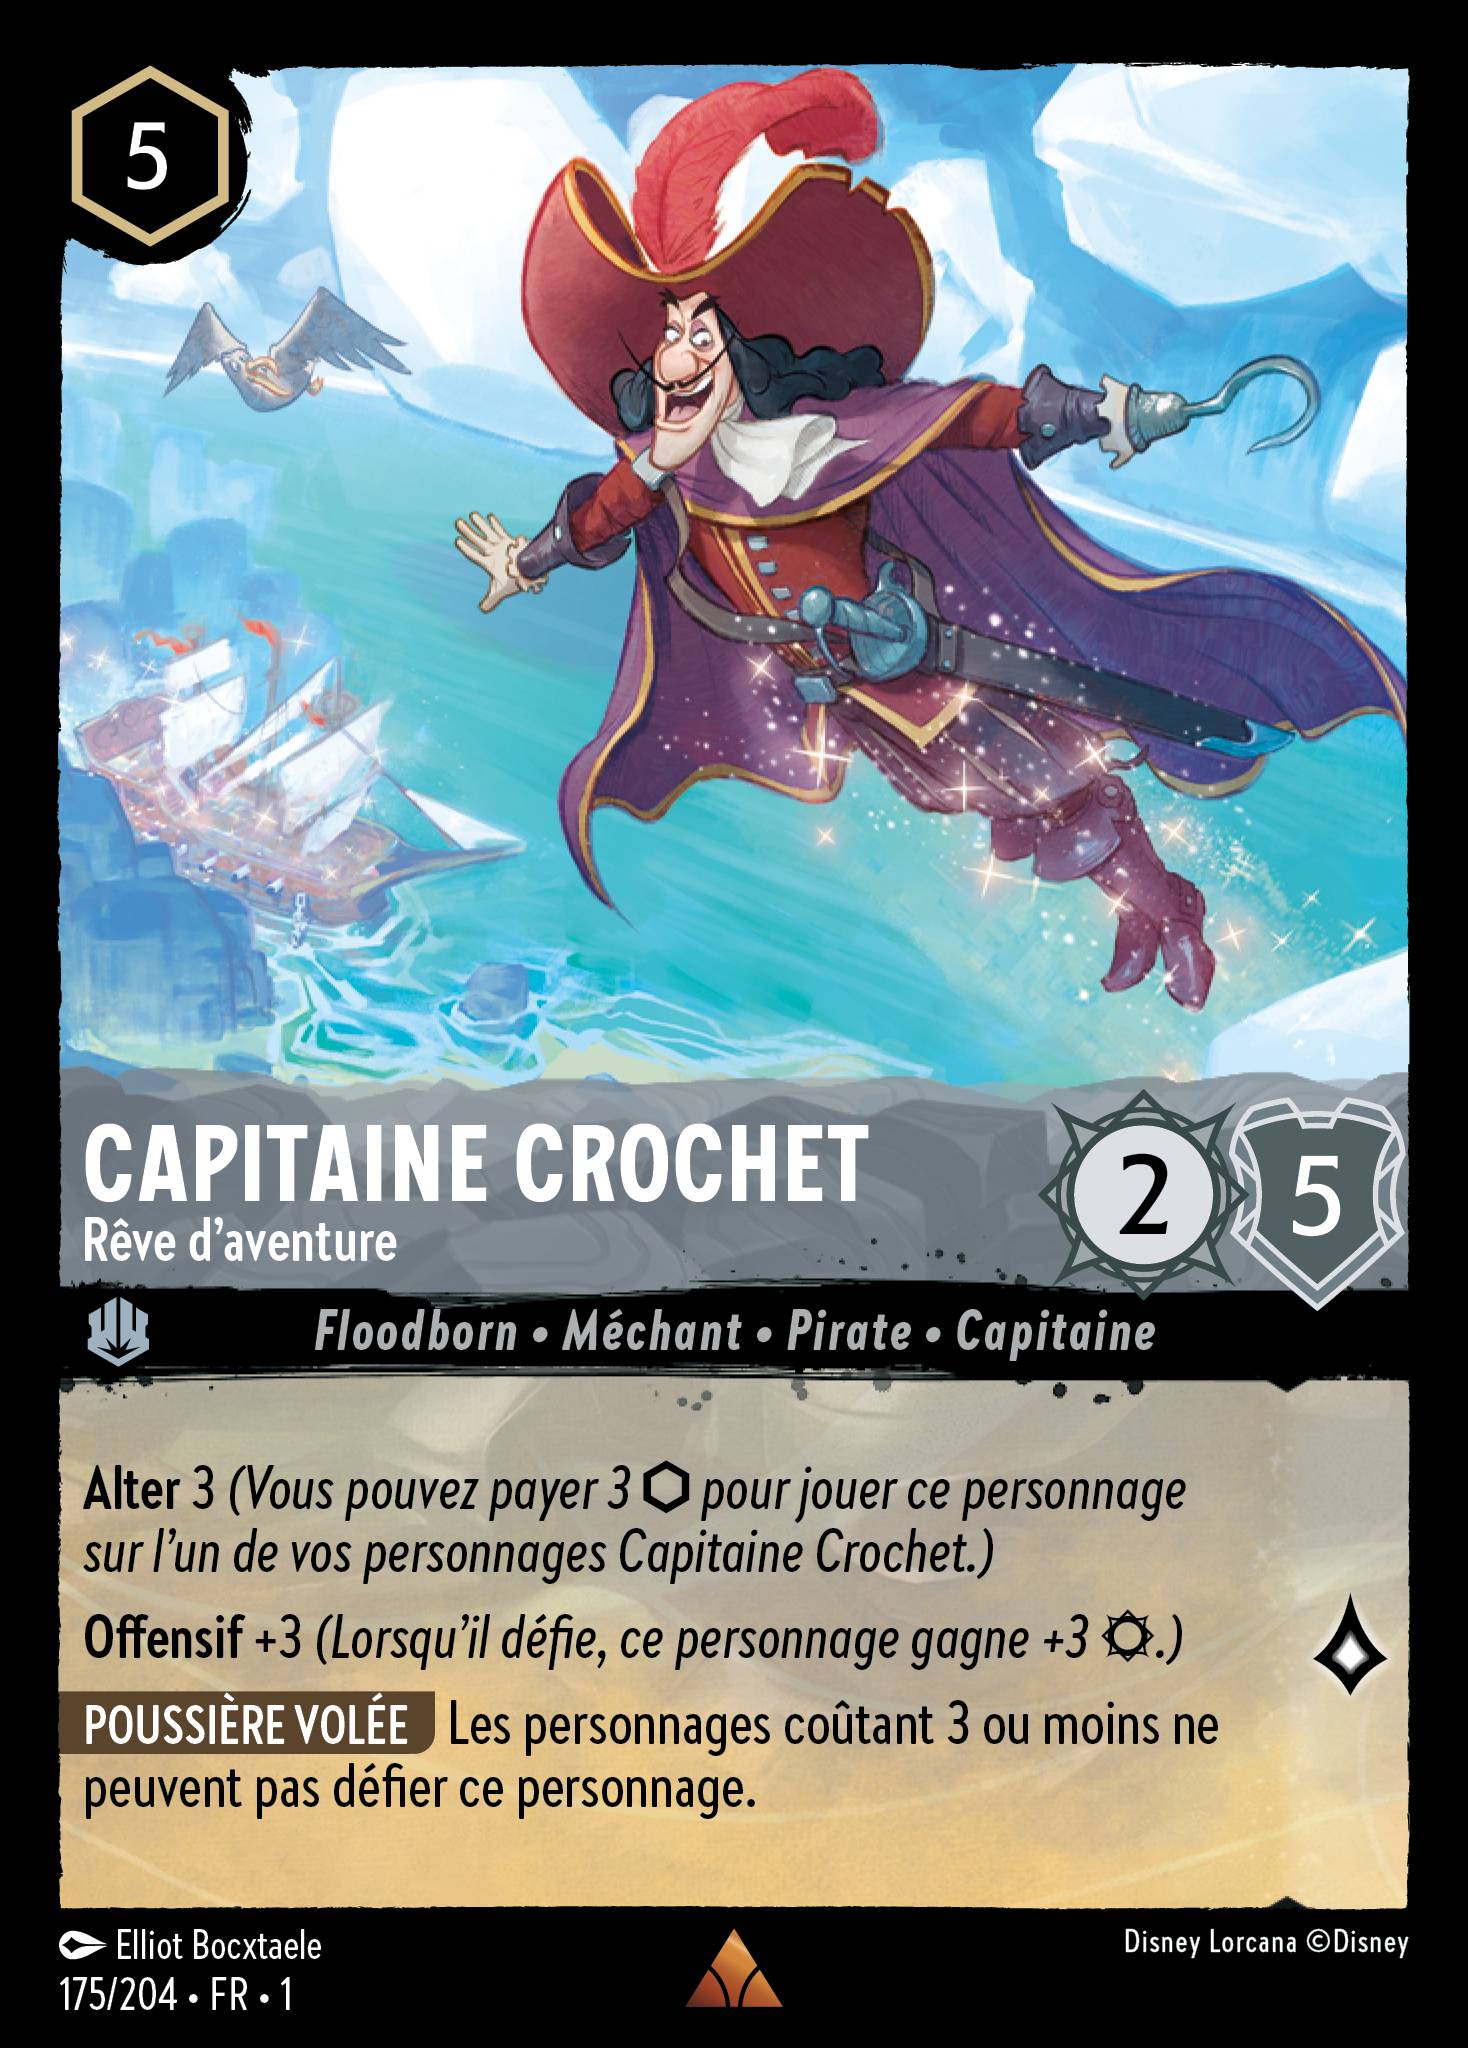 5
CAPITAINE CROCHET
Rêve d’aventure
2
5
Floodborn • Méchant • Pirate • Capitaine
Alter 3 (Vous pouvez payer 3 ⬡ pour jouer ce personnage
sur l’un de vos personnages Capitaine Crochet.)
Offensif +3 (Lorsqu’il défie, ce personnage gagne +3 .)
POUSSIÈRE VOLÉE Les personnages coûtant 3 ou moins ne
peuvent pas défier ce personnage.
Elliot Bocxtaele
Disney Lorcana ©Disney
175/204 • FR • 1